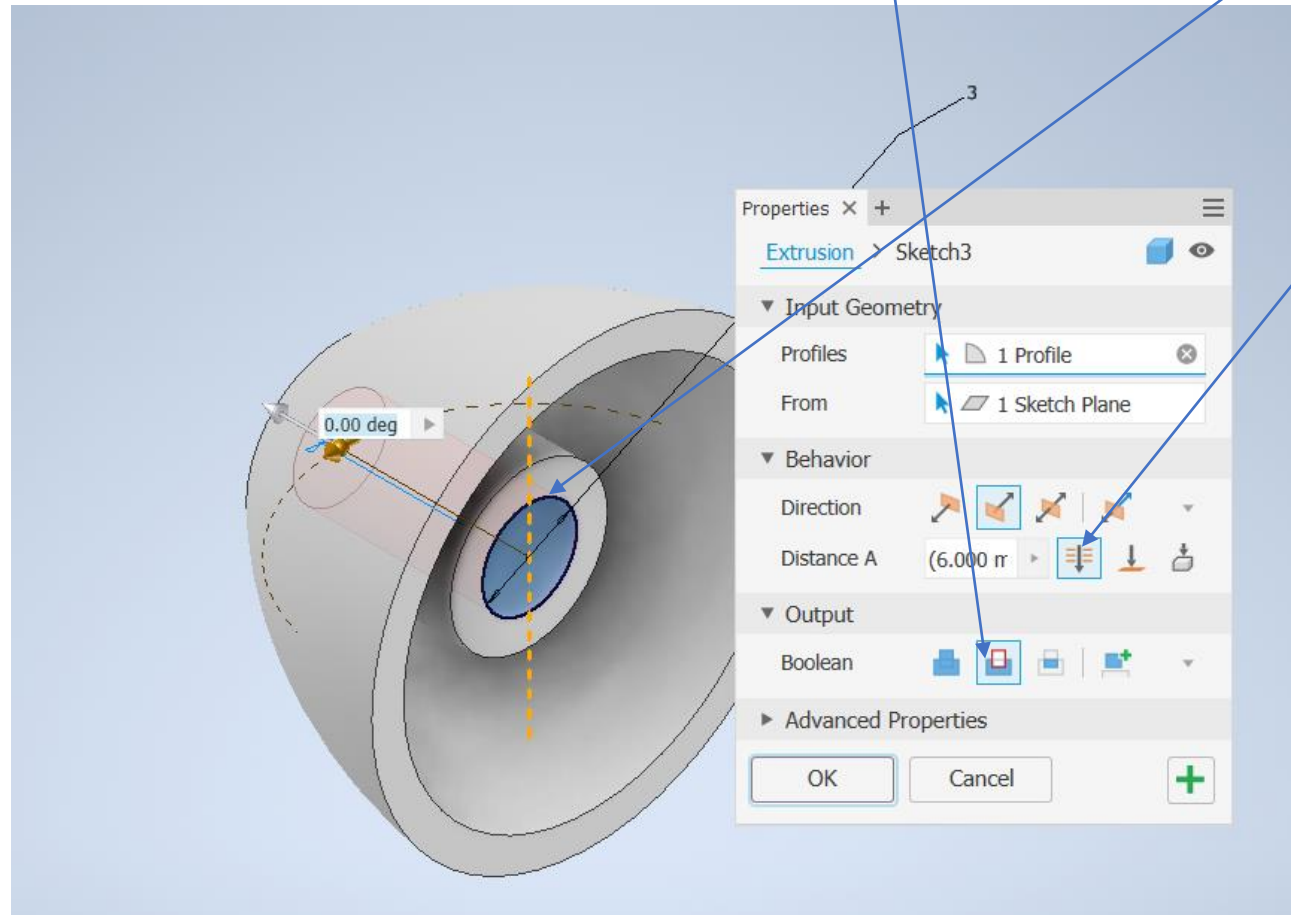 3
Properties × +
Extrusion > Sketch3
Input Geometry
Profiles 1 Profile
From 1 Sketch Plane
0.00 deg
Behavior
Direction
Distance A (6.000 m
Output
Boolean
Advanced Properties
OK Cancel